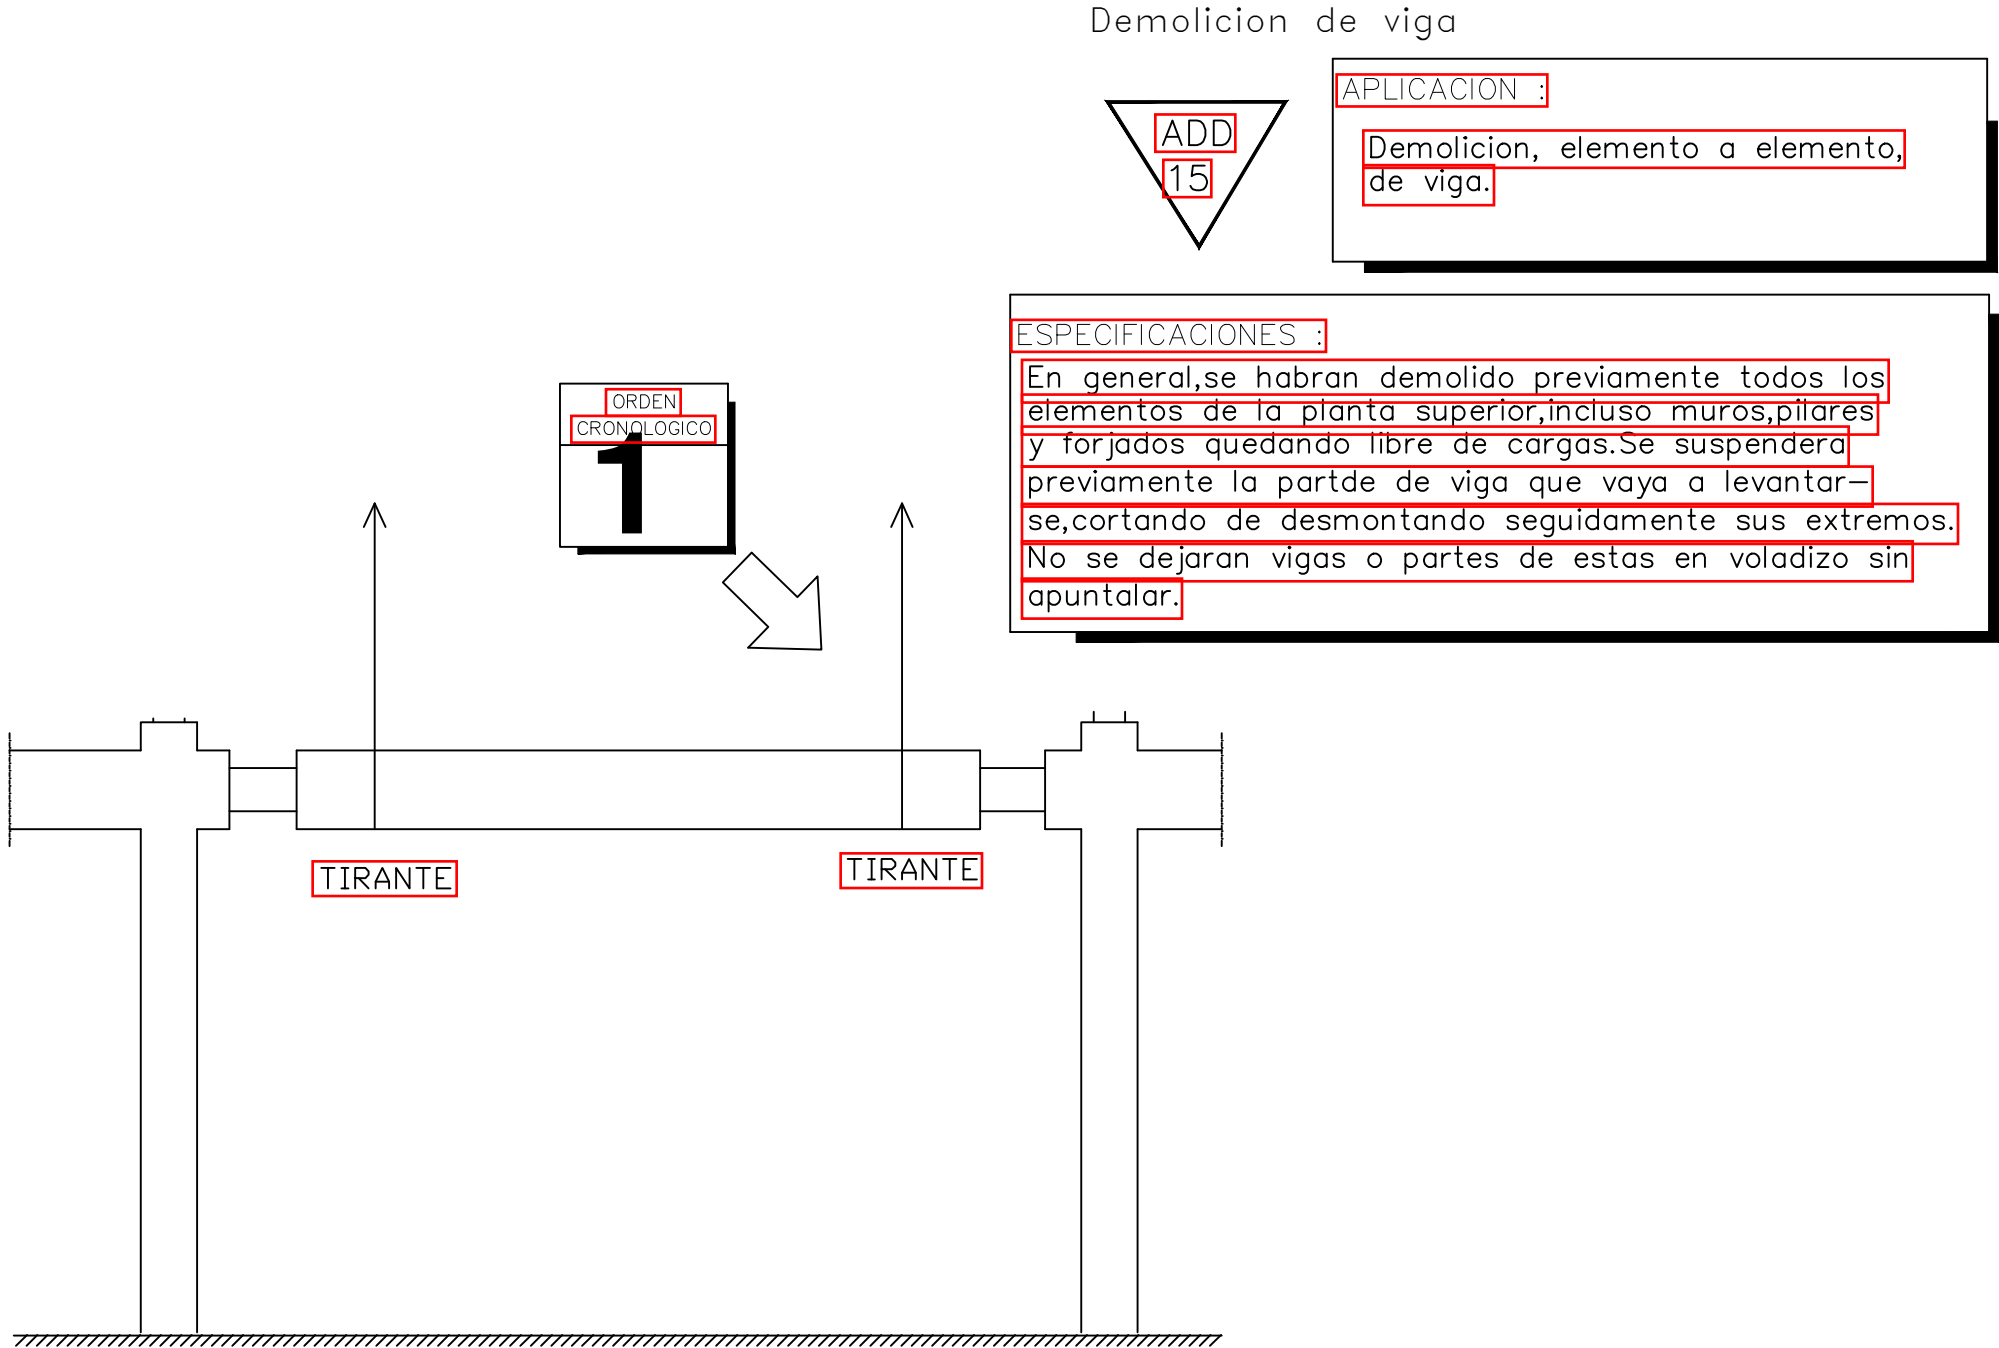 Demolicion de viga
APLICACION :
ADD
15
Demolicion, elemento a elemento,
de viga.
ESPECIFICACIONES :
En general,se habran demolido previamente todos los
elementos de la planta superior,incluso muros,pilares
y forjados quedando libre de cargas.Se suspendera
previamente la partde de viga que vaya a levantar-
se,cortando de desmontando seguidamente sus extremos.
No se dejaran vigas o partes de estas en voladizo sin
apuntalar.
ORDEN
CRONOLOGICO
1
TIRANTE
TIRANTE